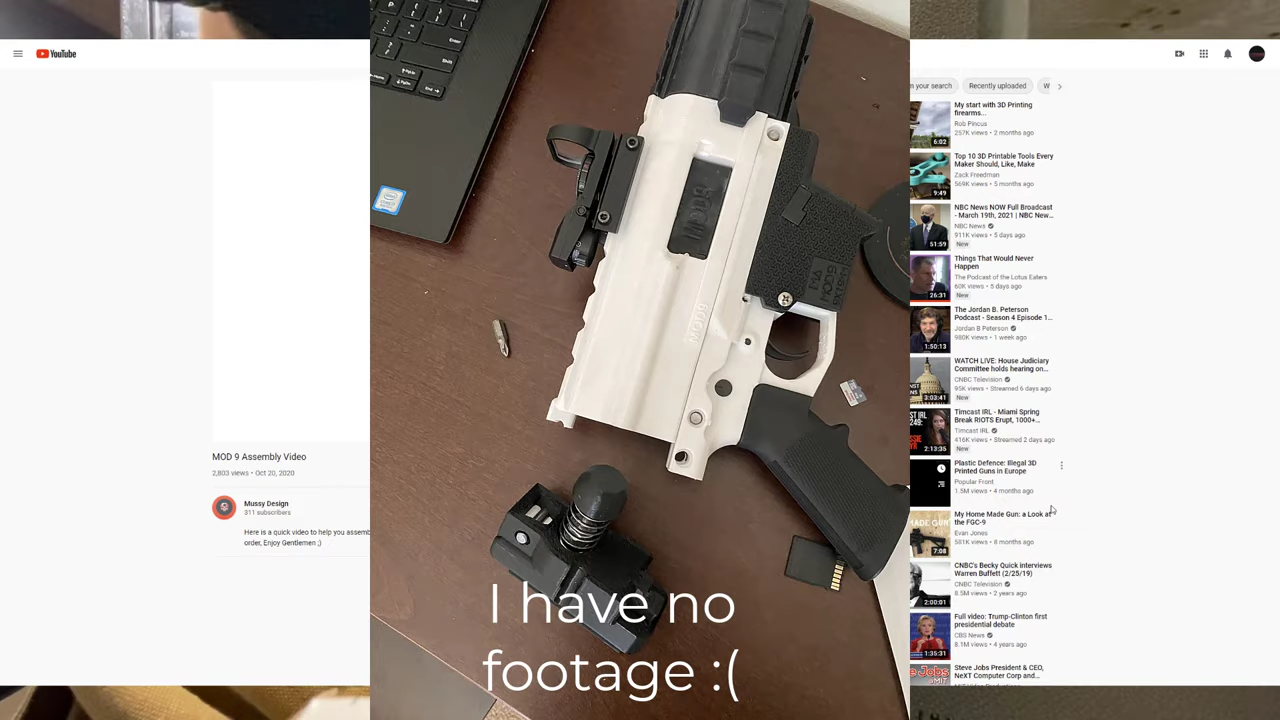 YouTube
MOD 9 Assembly Video
2,803 views • Oct 20, 2020
Mussy Design
311 subscribers
Here is a quick video to help you assemb
order, Enjoy Gentlemen ;)
I have no
footage :(
MOD9
Shift
PgUp
PgDn
End
intel
n your search
Recently uploaded
W
My start with 3D Printing
firearms...
Rob Pincus
257K views • 2 months ago
6:02
Top 10 3D Printable Tools Every
Maker Should, Like, Make
Zack Freedman
569K views • 5 months ago
9:49
NBC News NOW Full Broadcast
- March 19th, 2021 | NBC New...
NBC News
911K views • 5 days ago
New
51:59
Things That Would Never
Happen
The Podcast of the Lotus Eaters
60K views • 5 days ago
New
26:31
The Jordan B. Peterson
Podcast - Season 4 Episode 1...
Jordan B Peterson
980K views • 1 week ago
1:50:13
WATCH LIVE: House Judiciary
Committee holds hearing on...
CNBC Television
95K views • Streamed 6 days ago
New
3:03:41
Timcast IRL - Miami Spring
Break RIOTS Erupt, 1000+...
Timcast IRL
416K views • Streamed 2 days ago
New
2:13:35
Plastic Defence: Illegal 3D
Printed Guns in Europe
Popular Front
1.5M views • 4 months ago
My Home Made Gun: a Look at
the FGC-9
Evan Jones
581K views • 8 months ago
7:08
CNBC's Becky Quick interviews
Warren Buffett (2/25/19)
CNBC Television
8.5M views • 2 years ago
2:00:01
Full video: Trump-Clinton first
presidential debate
CBS News
8.1M views • 4 years ago
1:35:31
Steve Jobs President & CEO,
NeXT Computer Corp and...